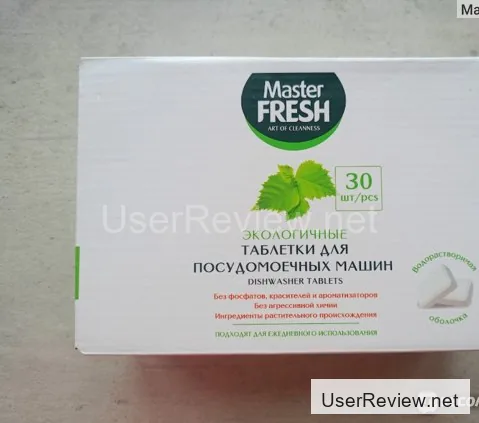 Ma
Master
FRESH
ART OF CLEANNESS
30
шт/pcs
UserReview.net
ЭКОЛОГИЧНЫЕ
ТАБЛЕТКИ ДЛЯ
ПОСУДОМОЕЧНЫХ МАШИН
DISHWASHER TABLETS
Без фосфатов, красителей и ароматизаторов
Без агрессивной химии
Ингредиенты растительного происхождения
ПОДХОДЯТ ДЛЯ ЕЖЕДНЕВНОГО ИСПОЛЬЗОВАНИЯ
Водорастворимая
оболочка
UserReview.net